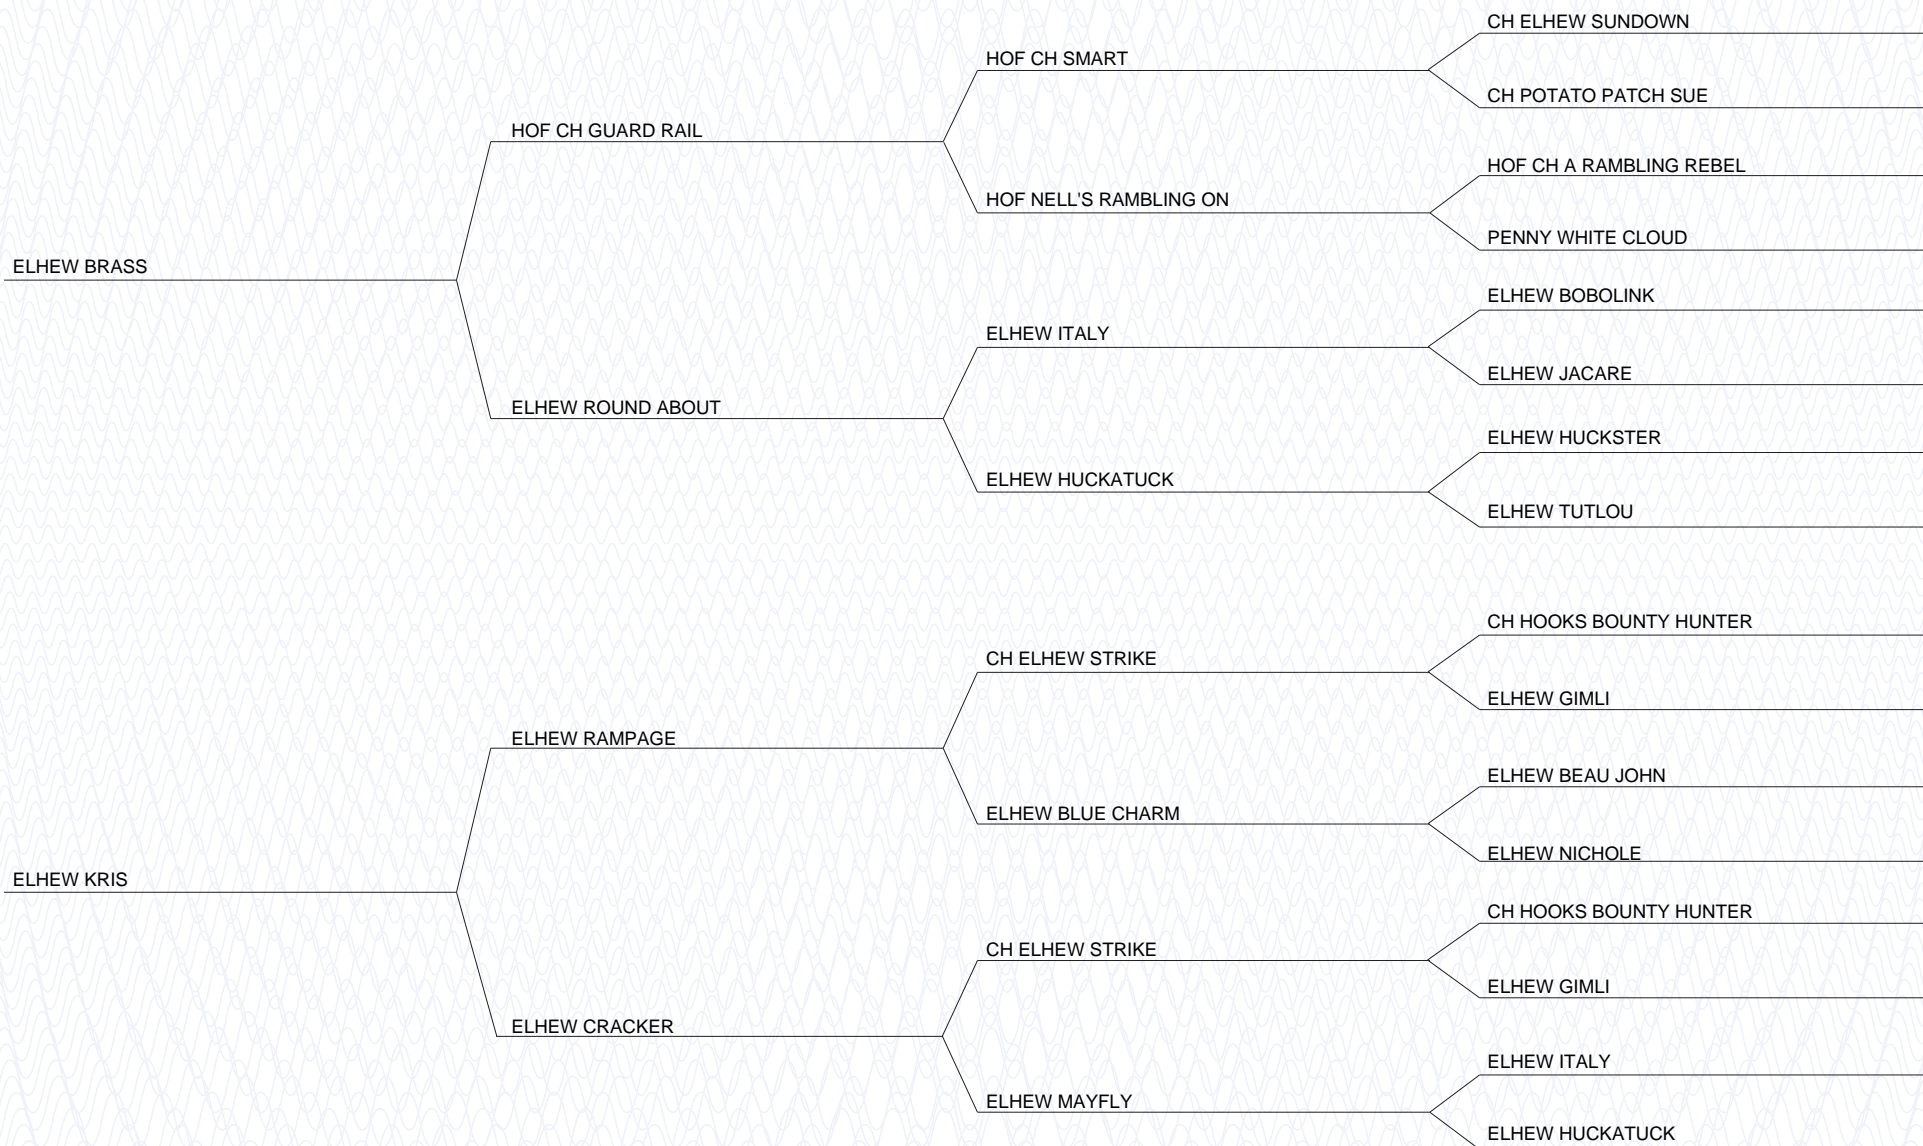 CH ELHEW SUNDOWN
HOF CH SMART
CH POTATO PATCH SUE
HOF CH GUARD RAIL
HOF CH A RAMBLING REBEL
HOF NELL'S RAMBLING ON
PENNY WHITE CLOUD
ELHEW BRASS
ELHEW BOBOLINK
ELHEW ITALY
ELHEW JACARE
ELHEW ROUND ABOUT
ELHEW HUCKSTER
ELHEW HUCKATUCK
ELHEW TUTLOU
CH HOOKS BOUNTY HUNTER
CH ELHEW STRIKE
ELHEW GIMLI
ELHEW RAMPAGE
ELHEW BEAU JOHN
ELHEW BLUE CHARM
ELHEW NICHOLE
ELHEW KRIS
CH HOOKS BOUNTY HUNTER
CH ELHEW STRIKE
ELHEW GIMLI
ELHEW CRACKER
ELHEW ITALY
ELHEW MAYFLY
ELHEW HUCKATUCK